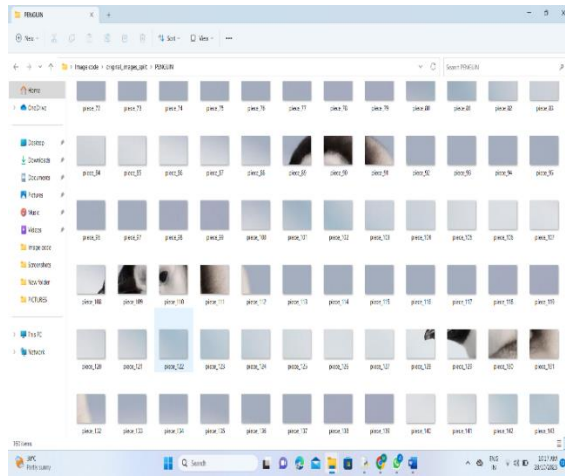 PENGUIN
New
Sort
View
Image code > original_images_split > PENGUIN
Search PENGUIN
Home
OneDrive
Desktop
Downloads
Documents
Pictures
Music
Videos
Image code
Screenshots
New folder
PICTURES
This PC
Network
piece_72 piece_73 piece_74 piece_75 piece_76 piece_77 piece_78 piece_79 piece_80 piece_81 piece_82 piece_83
piece_84 piece_85 piece_86 piece_87 piece_88 piece_89 piece_90 piece_91 piece_92 piece_93 piece_94 piece_95
piece_96 piece_97 piece_98 piece_99 piece_100 piece_101 piece_102 piece_103 piece_104 piece_105 piece_106 piece_107
piece_108 piece_109 piece_110 piece_111 piece_112 piece_113 piece_114 piece_115 piece_116 piece_117 piece_118 piece_119
piece_120 piece_121 piece_122 piece_123 piece_124 piece_125 piece_126 piece_127 piece_128 piece_129 piece_130 piece_131
piece_132 piece_133 piece_134 piece_135 piece_136 piece_137 piece_138 piece_139 piece_140 piece_141 piece_142 piece_143
Search
ENG
IN